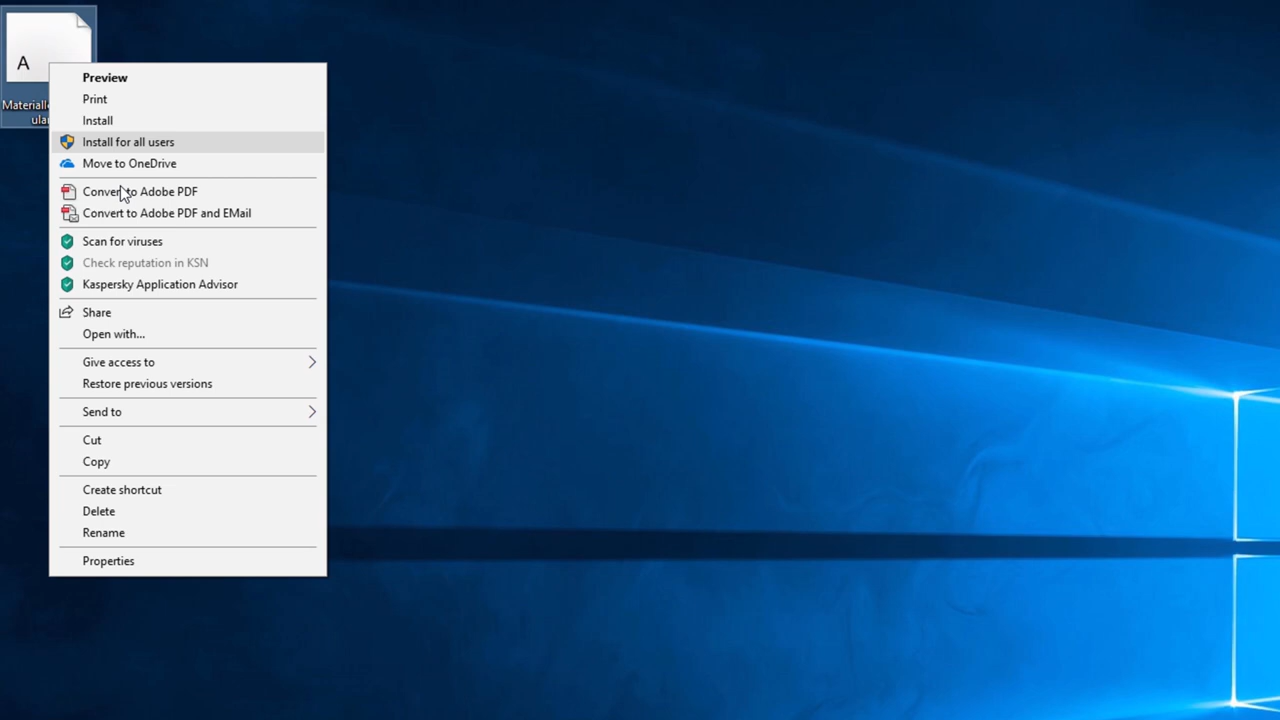 A
Materiall
ula
Preview
Print
Install
Install for all users
Move to OneDrive
Convert to Adobe PDF
Convert to Adobe PDF and EMail
Scan for viruses
Check reputation in KSN
Kaspersky Application Advisor
Share
Open with...
Give access to
Restore previous versions
Send to
Cut
Copy
Create shortcut
Delete
Rename
Properties